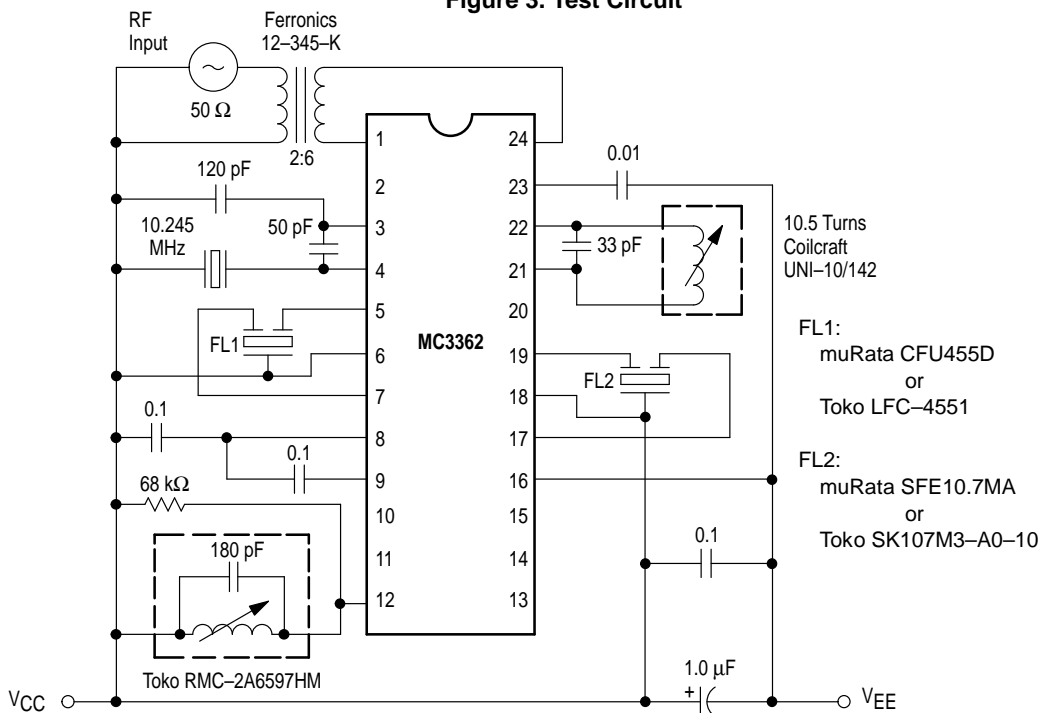 Figure 3. Test Circuit
RF
Input
Ferronics
12–345–K
50 Ω
2:6
1
24
0.01
120 pF
2
23
10.245
MHz
50 pF
3
22
33 pF
10.5 Turns
Coilcraft
UNI–10/142
4
21
5
20
FL1
MC3362
6
19
FL2
FL1:
muRata CFU455D
or
Toko LFC–4551
7
18
0.1
8
17
0.1
9
16
FL2:
muRata SFE10.7MA
or
Toko SK107M3–A0–10
68 kΩ
10
15
180 pF
11
14
0.1
12
13
Toko RMC–2A6597HM
1.0 μF
+
VCC
VEE